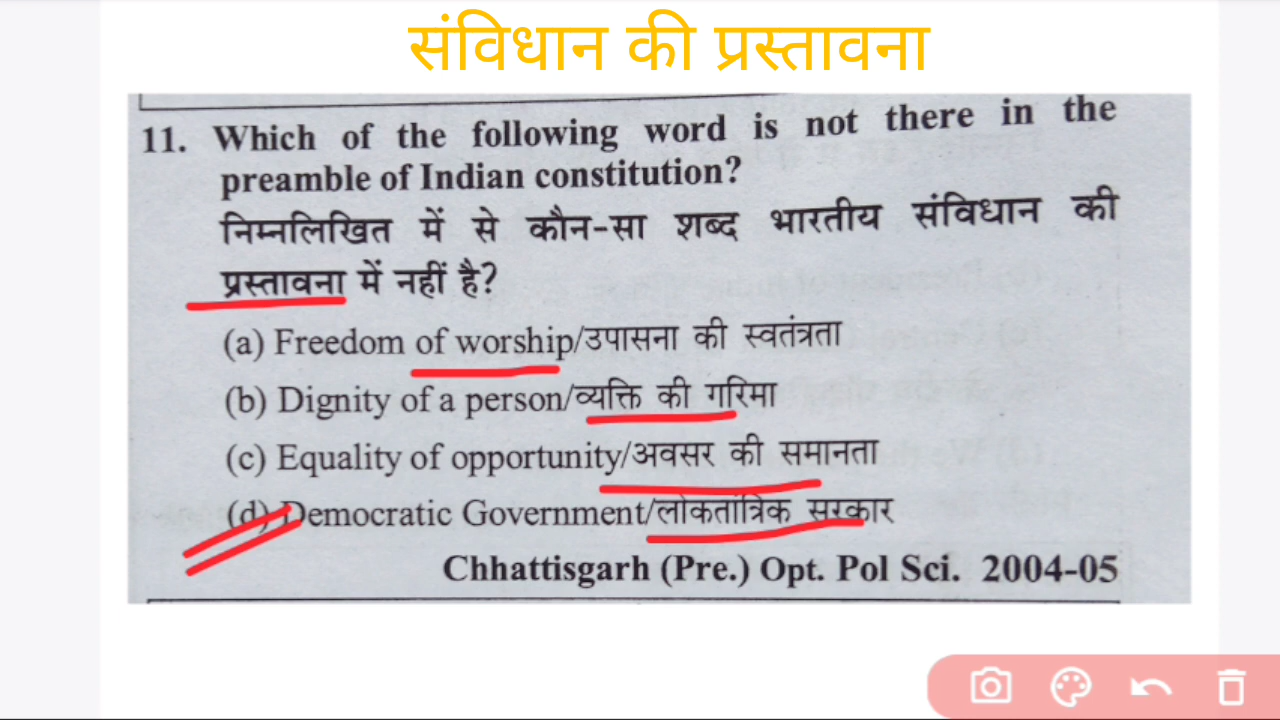 संविधान की प्रस्तावना
11. Which of the following word is not there in the
preamble of Indian constitution?
निम्नलिखित में से कौन-सा शब्द भारतीय संविधान की
प्रस्तावना में नहीं है?
(a) Freedom of worship/उपासना की स्वतंत्रता
(b) Dignity of a person/व्यक्ति की गरिमा
(c) Equality of opportunity/अवसर की समानता
(d) Democratic Government/लोकतांत्रिक सरकार
Chhattisgarh (Pre.) Opt. Pol Sci. 2004-05